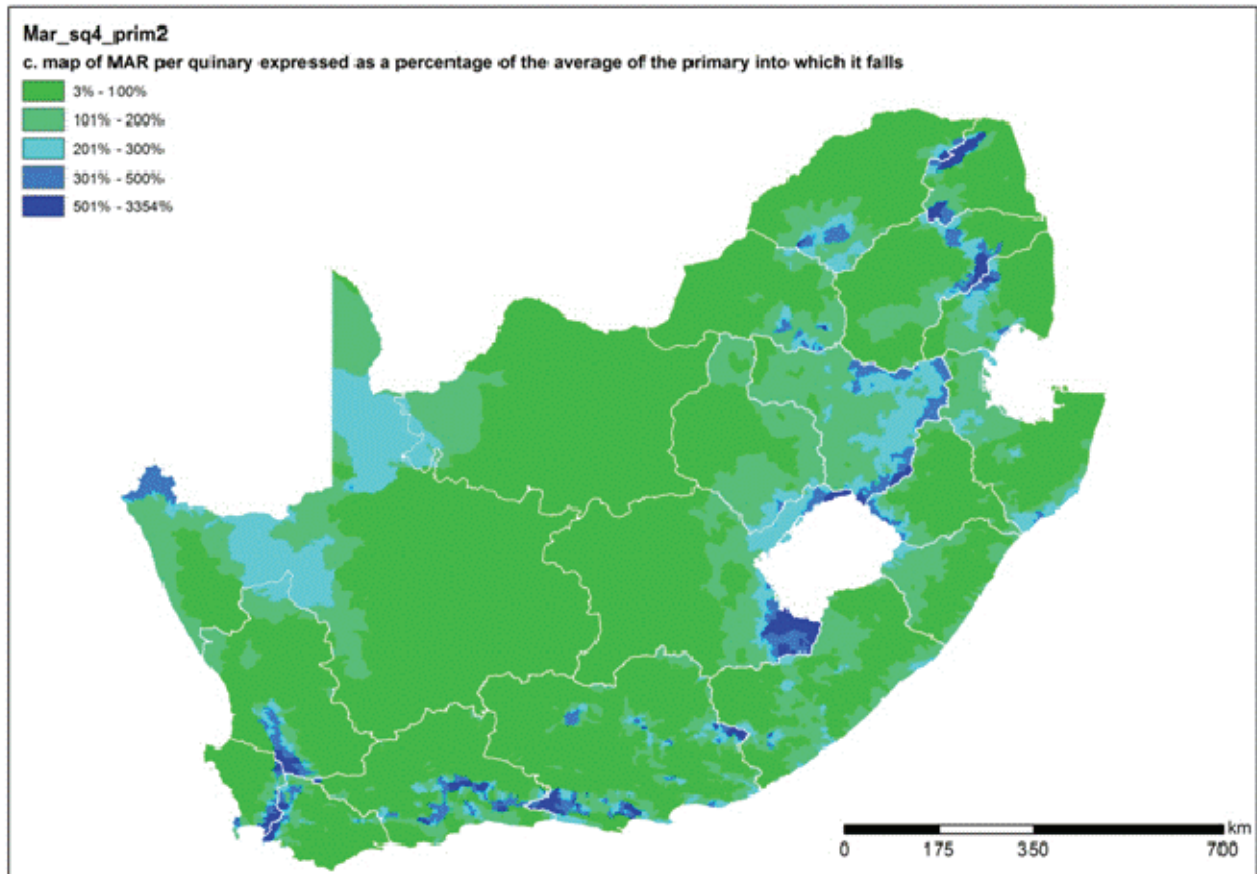 Mar_sq4_prim2
c. map of MAR per quinary expressed as a percentage of the average of the primary into which it falls
3% - 100%
101% - 200%
201% - 300%
301% - 500%
501% - 3354%
km
0 175 350 700